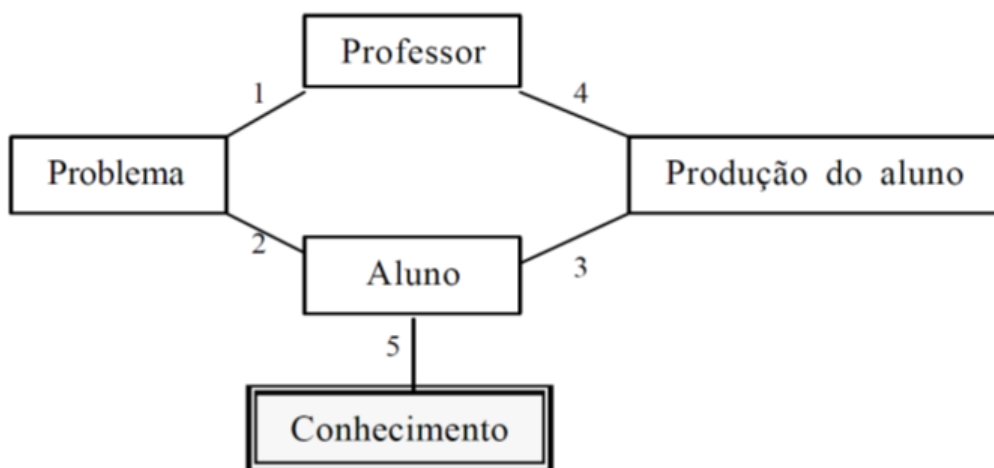 Professor
1
4
Problema
Produção do aluno
2
3
Aluno
5
Conhecimento